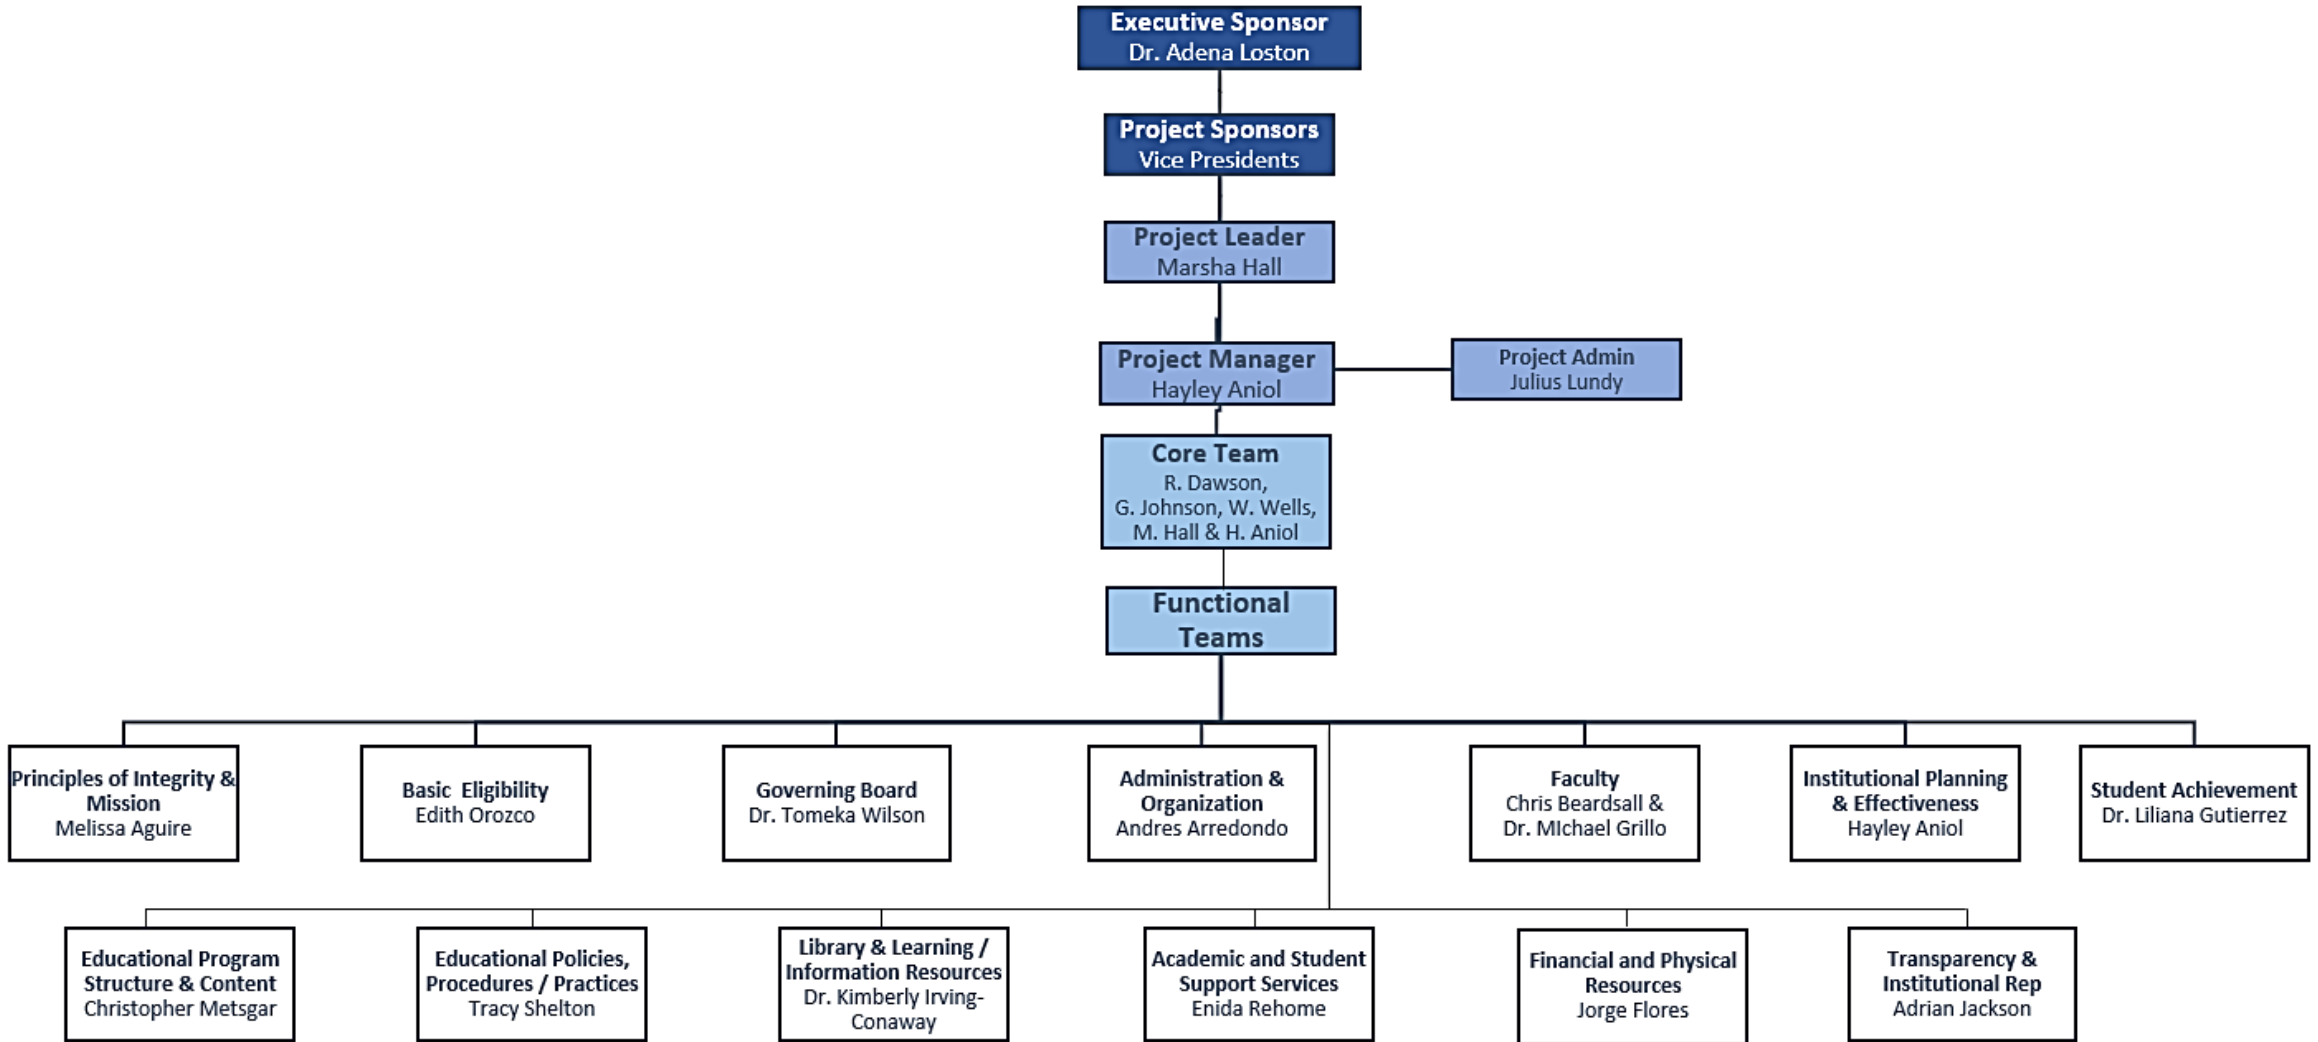 Executive Sponsor
Dr. Adena Loston
Project Sponsors
Vice Presidents
Project Leader
Marsha Hall
Project Manager
Hayley Aniol
Project Admin
Julius Lundy
Core Team
R. Dawson,
G. Johnson, W. Wells,
M. Hall & H. Aniol
Functional
Teams
Principles of Integrity &
Mission
Melissa Aguire
Basic Eligibility
Edith Orozco
Governing Board
Dr. Tomeka Wilson
Administration &
Organization
Andres Arredondo
Faculty
Chris Beardsall &
Dr. MIchael Grillo
Institutional Planning
& Effectiveness
Hayley Aniol
Student Achievement
Dr. Liliana Gutierrez
Educational Program
Structure & Content
Christopher Metsgar
Educational Policies,
Procedures / Practices
Tracy Shelton
Library & Learning /
Information Resources
Dr. Kimberly Irving-
Conaway
Academic and Student
Support Services
Enida Rehome
Financial and Physical
Resources
Jorge Flores
Transparency &
Institutional Rep
Adrian Jackson